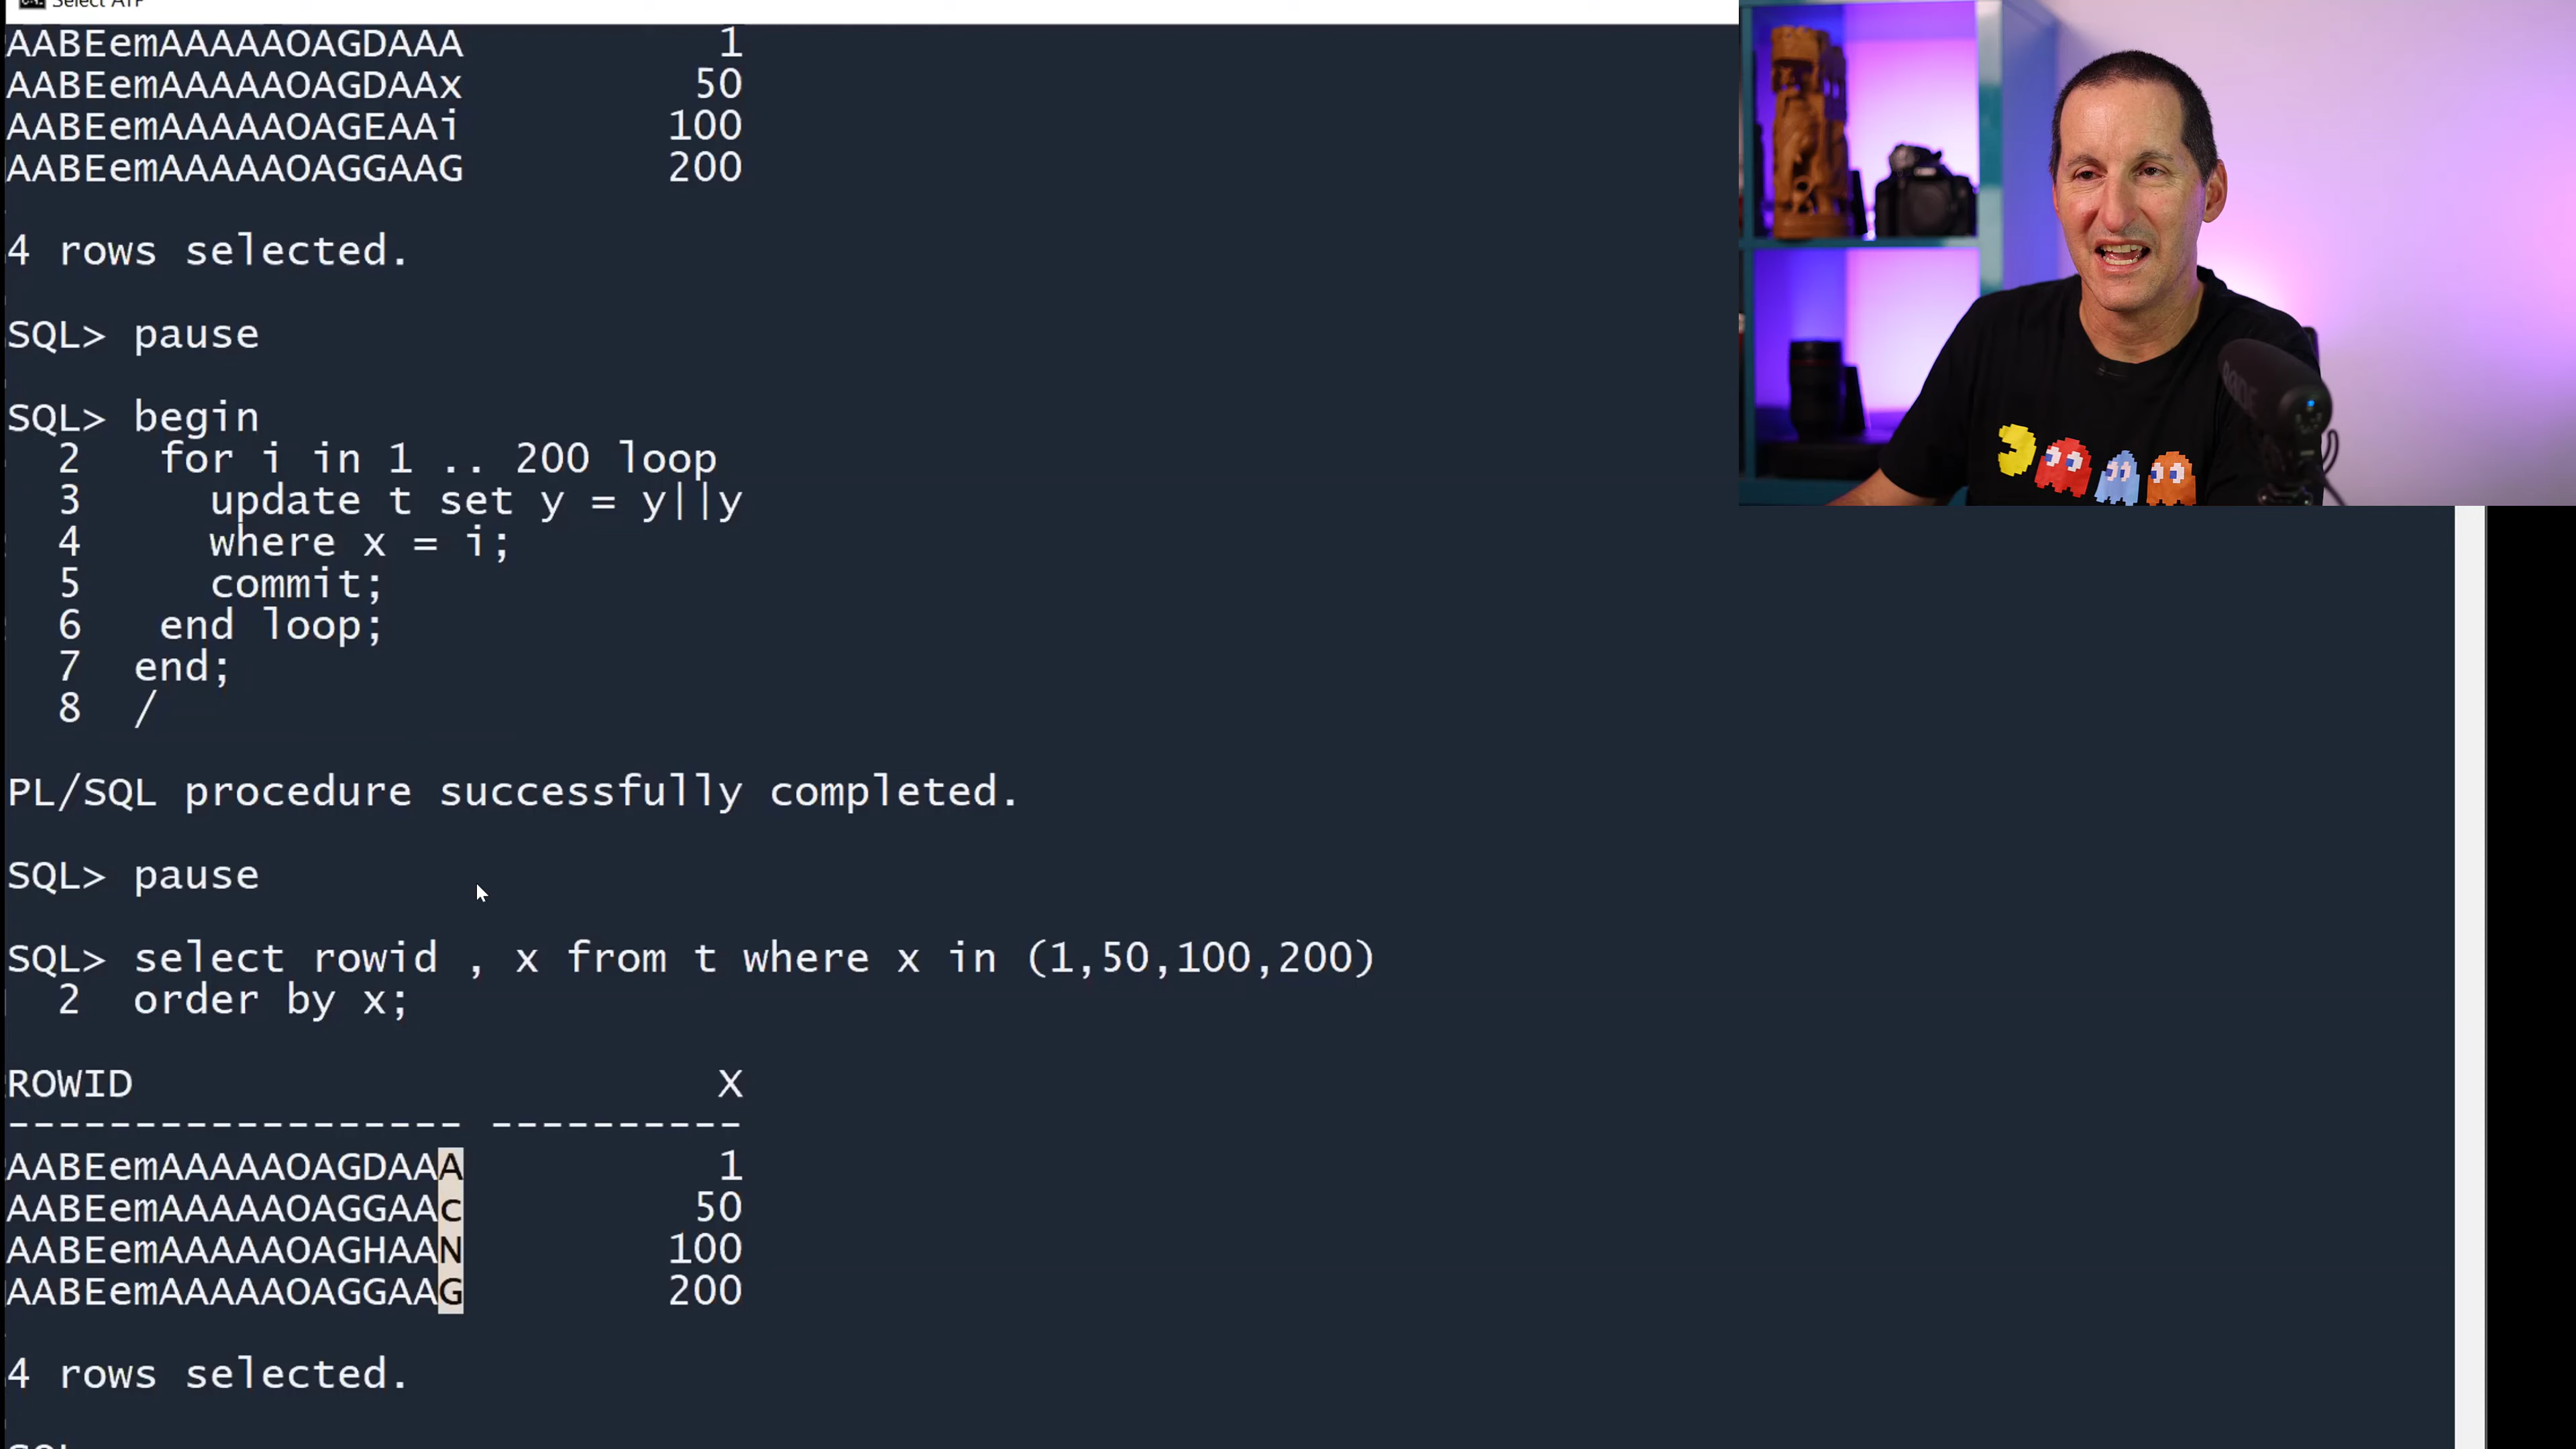 Select ATP
AABEemAAAAAOAGDAAA 1
AABEemAAAAAOAGDAAx 50
AABEemAAAAAOAGEAAi 100
AABEemAAAAAOAGGAAG 200
4 rows selected.
SQL> pause
SQL> begin
2 for i in 1 .. 200 loop
3 update t set y = y||y
4 where x = i;
5 commit;
6 end loop;
7 end;
8 /
PL/SQL procedure successfully completed.
SQL> pause
SQL> select rowid , x from t where x in (1,50,100,200)
2 order by x;
ROWID X
------------------ ----------
AABEemAAAAAOAGDAAA 1
AABEemAAAAAOAGGAAc 50
AABEemAAAAAOAGHAAN 100
AABEemAAAAAOAGGAAG 200
4 rows selected.